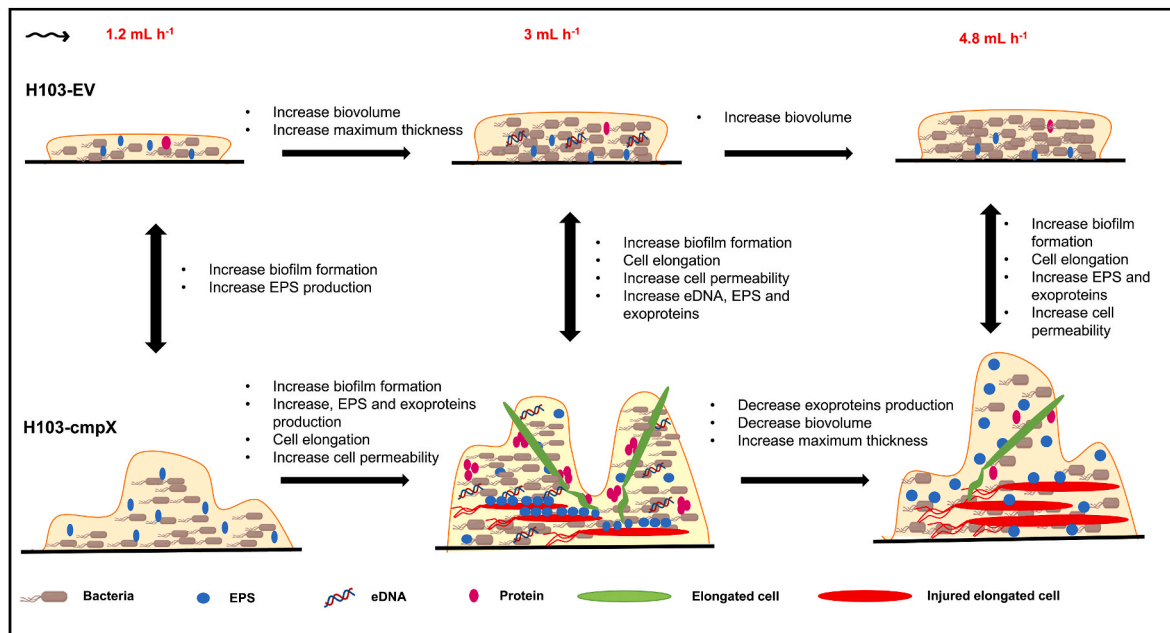 1.2 mL h⁻¹
3 mL h⁻¹
4.8 mL h⁻¹
H103-EV
• Increase biovolume
• Increase maximum thickness
• Increase biovolume
• Increase biofilm formation
• Increase EPS production
• Increase biofilm formation
• Cell elongation
• Increase cell permeability
• Increase eDNA, EPS and
exoproteins
• Increase biofilm
formation
• Cell elongation
• Increase EPS and
exoproteins
• Increase cell
permeability
H103-cmpX
• Increase biofilm formation
• Increase, EPS and exoproteins
production
• Cell elongation
• Increase cell permeability
• Decrease exoproteins production
• Decrease biovolume
• Increase maximum thickness
Bacteria
EPS
eDNA
Protein
Elongated cell
Injured elongated cell